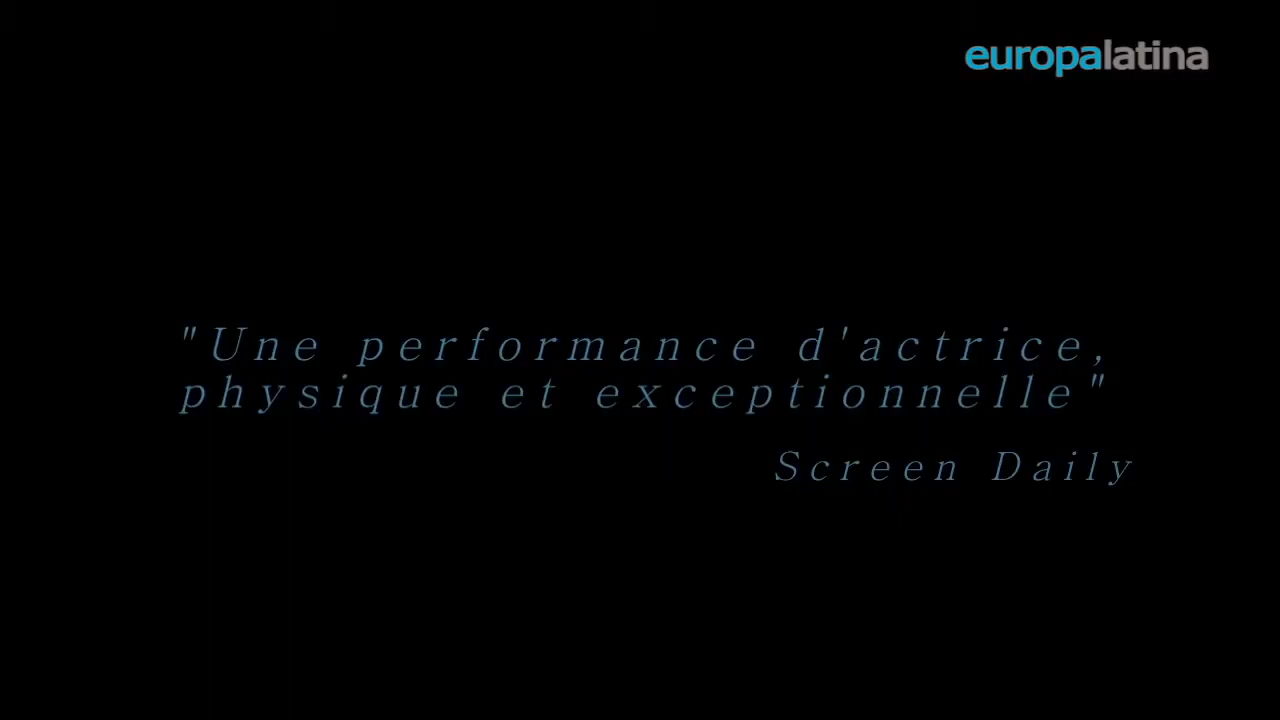 europalatina
"Une performance d'actrice,
physique et exceptionnelle"
Screen Daily